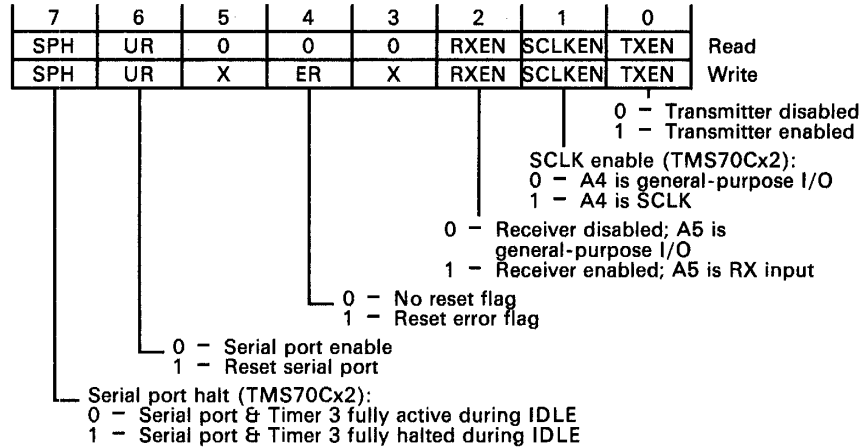 7 6 5 4 3 2 1 0
SPH UR 0 0 0 RXEN SCLKEN TXEN Read
SPH UR X ER X RXEN SCLKEN TXEN Write
0 – Transmitter disabled
1 – Transmitter enabled
SCLK enable (TMS70Cx2):
0 – A4 is general-purpose I/O
1 – A4 is SCLK
0 – Receiver disabled; A5 is
general-purpose I/O
1 – Receiver enabled; A5 is RX input
0 – No reset flag
1 – Reset error flag
0 – Serial port enable
1 – Reset serial port
Serial port halt (TMS70Cx2):
0 – Serial port & Timer 3 fully active during IDLE
1 – Serial port & Timer 3 fully halted during IDLE